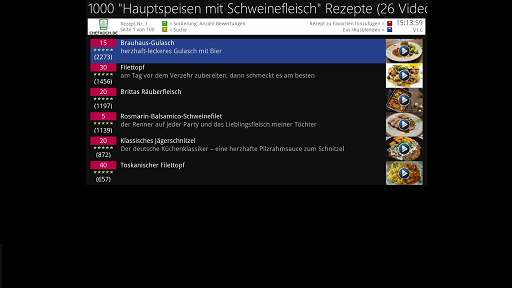 1000 "Hauptspeisen mit Schweinefleisch" Rezepte (26 Videc
CHEFKOCH.DE
Rezept Nr. 1
Seite 1 von 100
= Sortierung: Anzahl Bewertungen
= Suche
Rezept zu Favoriten hinzufügen =
Ein-/Ausblenden =
15:13:59
V1.6
15
Brauhaus-Gulasch
herzhaft-leckeres Gulasch mit Bier
(2273)
30
Filettopf
am Tag vor dem Verzehr zubereiten, dann schmeckt es am besten
(1456)
20
Brittas Räuberfleisch
(1197)
5
Rosmarin-Balsamico-Schweinefilet
der Renner auf jeder Party und das Lieblingsfleisch meiner Töchter
(1139)
20
Klassisches Jägerschnitzel
Der deutsche Küchenklassiker – eine herzhafte Pilzrahmsauce zum Schnitzel
(872)
40
Toskanischer Filettopf
(657)